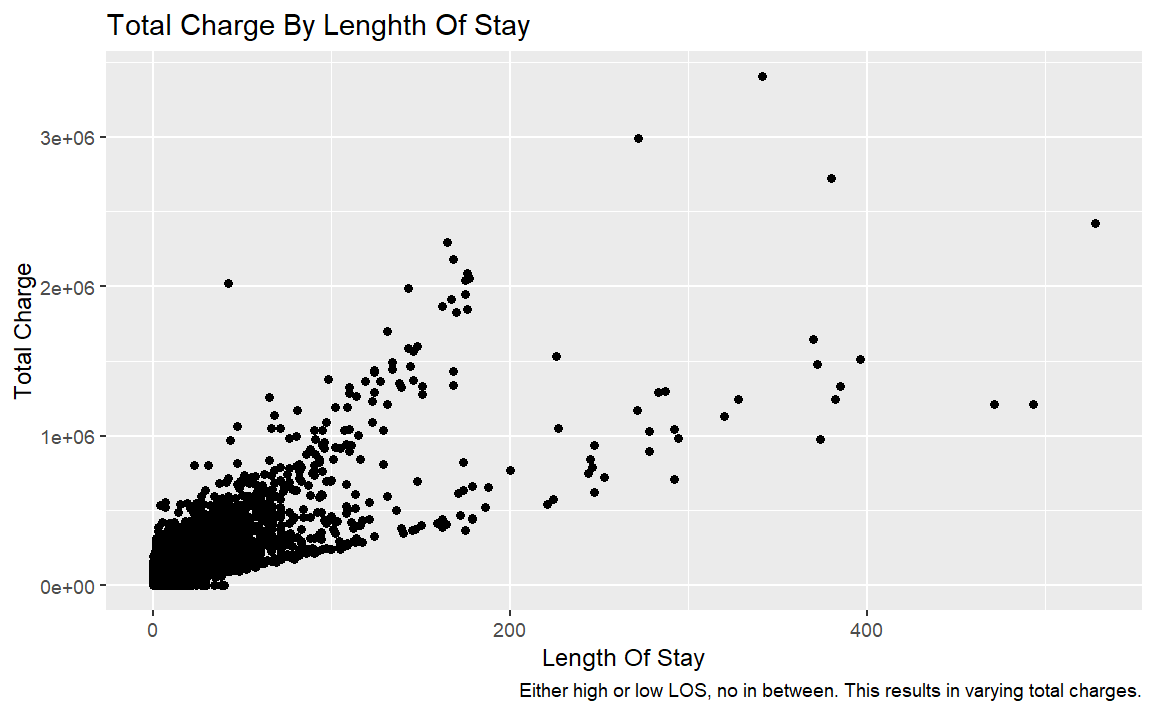 Total Charge By Lenghth Of Stay
Total Charge
3e+06
2e+06
1e+06
0e+00
0
200
400
Length Of Stay
Either high or low LOS, no in between. This results in varying total charges.